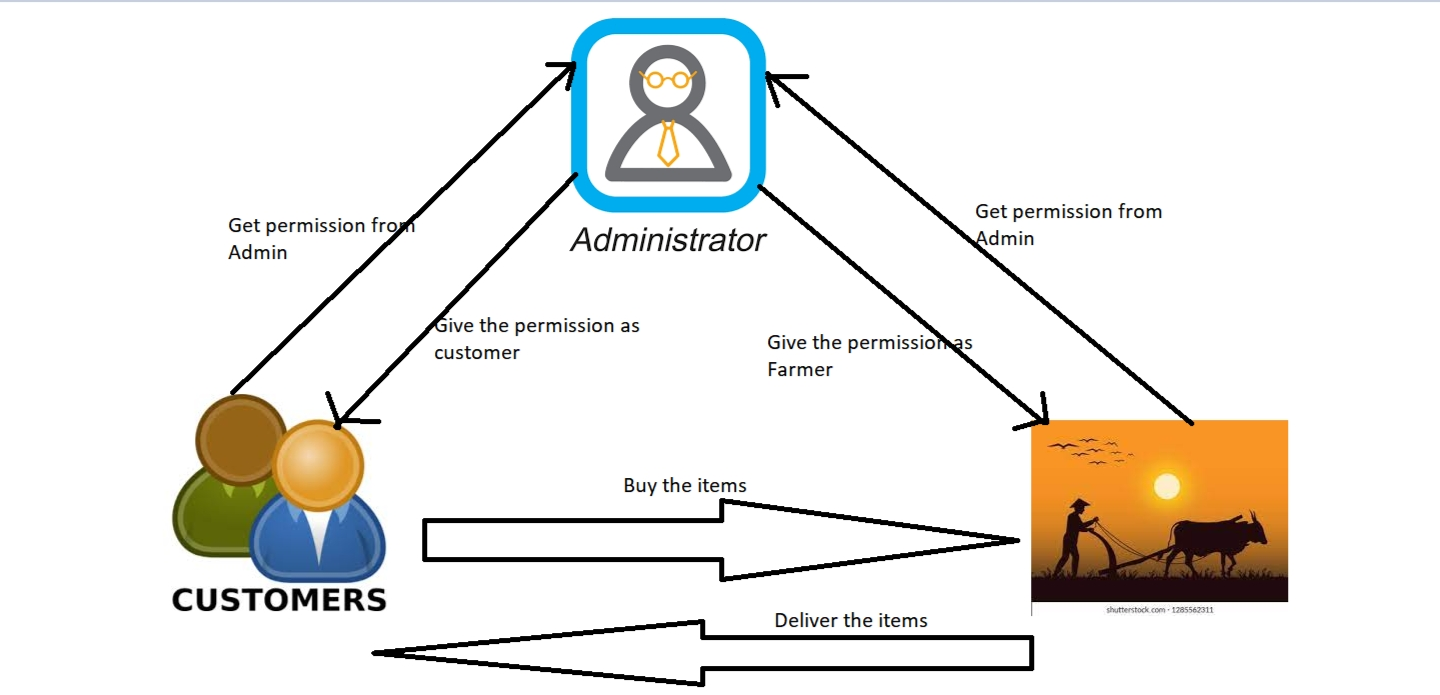 Administrator
Get permission from
Admin
Get permission from
Admin
Give the permission as
customer
Give the permission as
Farmer
Buy the items
CUSTOMERS
shutterstock.com · 1285562311
Deliver the items